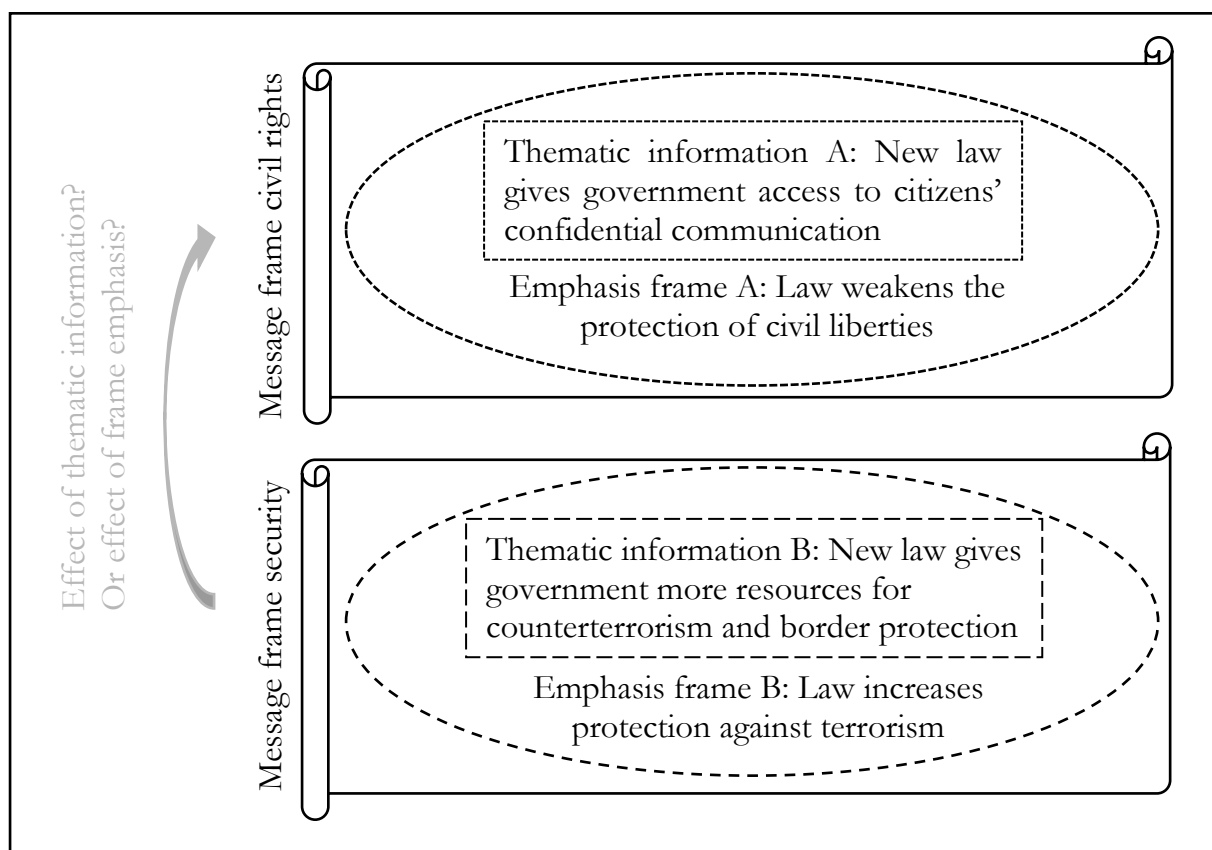 Effect of thematic information?
Or effect of frame emphasis?
Message frame civil rights
Thematic information A: New law
gives government access to citizens’
confidential communication
Emphasis frame A: Law weakens the
protection of civil liberties
Message frame security
Thematic information B: New law gives
government more resources for
counterterrorism and border protection
Emphasis frame B: Law increases
protection against terrorism